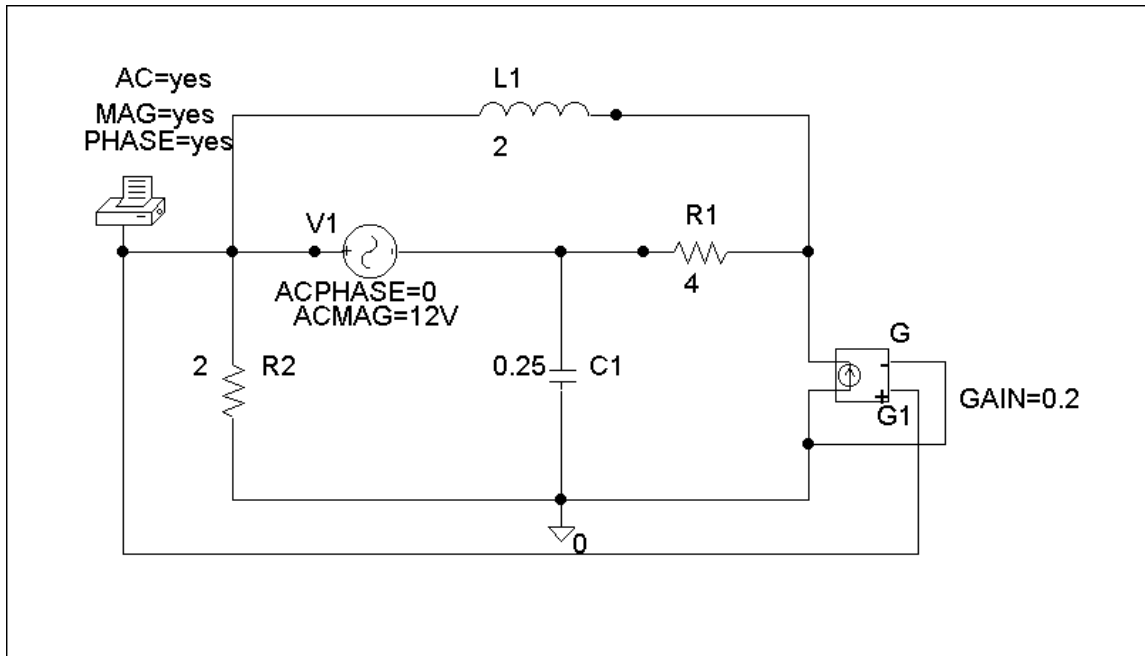 AC=yes
MAG=yes
PHASE=yes
L1
2
V1
+
-
ACPHASE=0
ACMAG=12V
R1
4
2
R2
0.25
C1
G
-
+
G1
GAIN=0.2
0